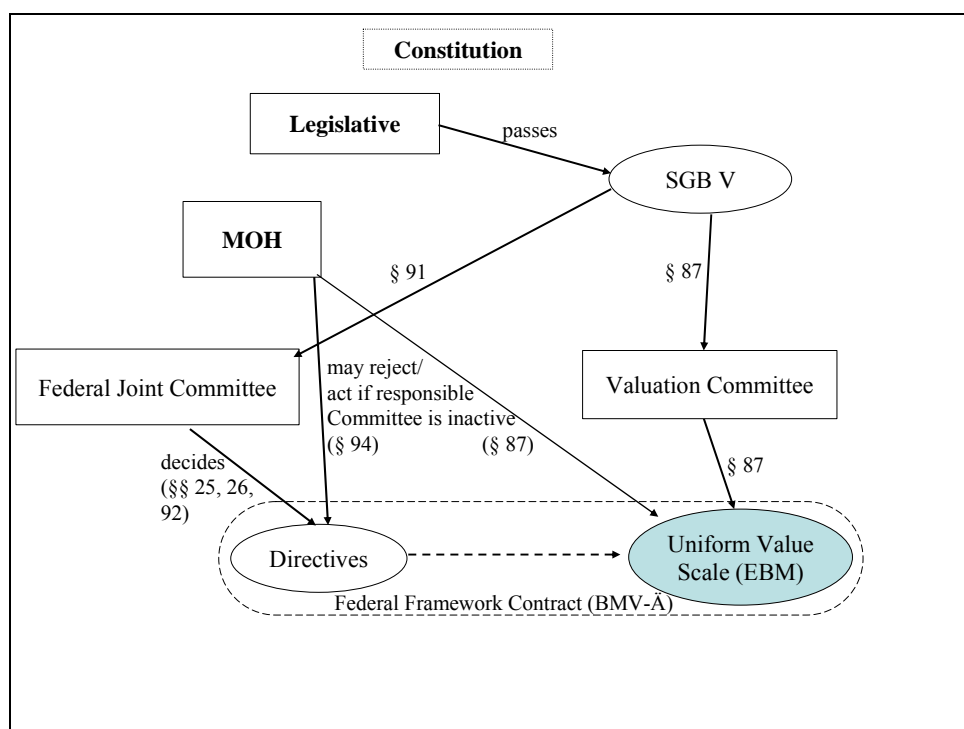 Constitution
Legislative
passes
SGB V
MOH
§ 91
§ 87
Federal Joint Committee
may reject/
act if responsible
Committee is inactive
(§ 94)
(§ 87)
Valuation Committee
decides
(§§ 25, 26,
92)
§ 87
Directives
Uniform Value
Scale (EBM)
Federal Framework Contract (BMV-Ä)